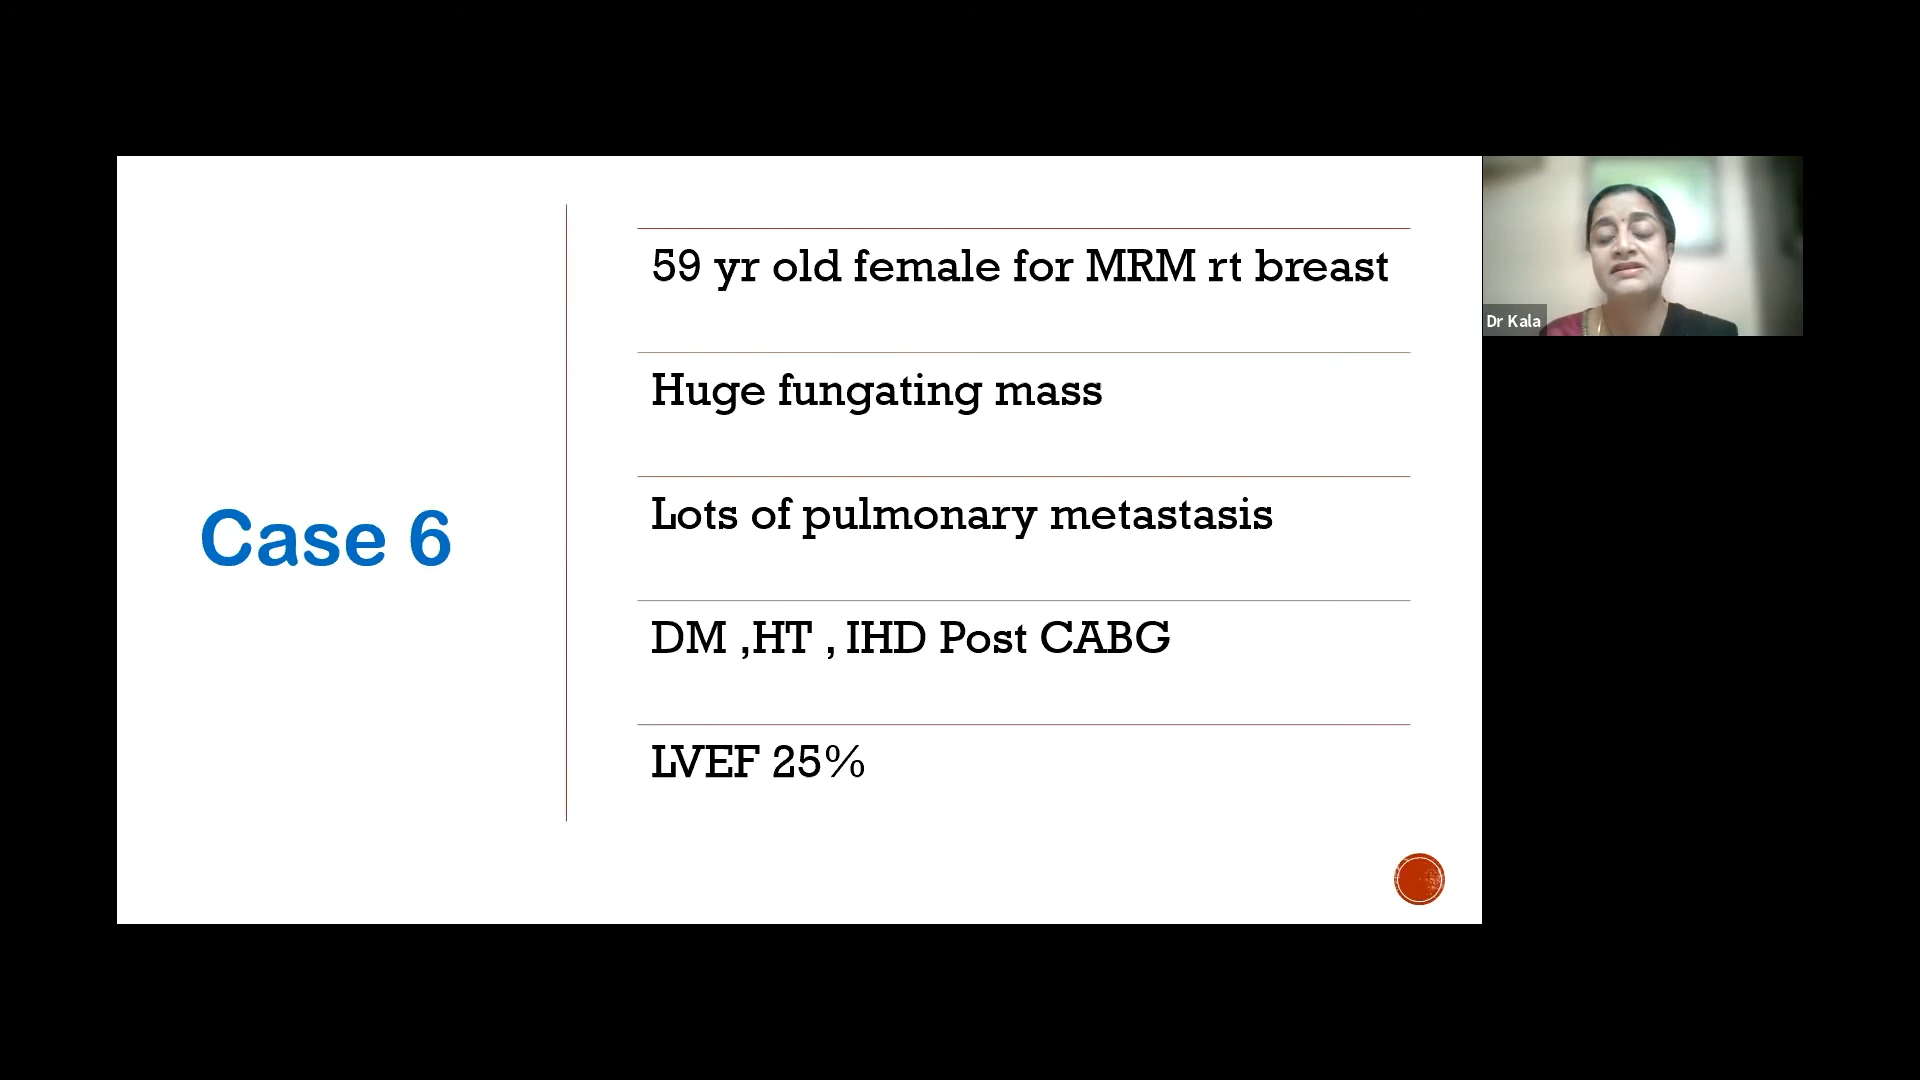 Case 6
59 yr old female for MRM rt breast
Huge fungating mass
Lots of pulmonary metastasis
DM ,HT , IHD Post CABG
LVEF 25%
Dr Kala